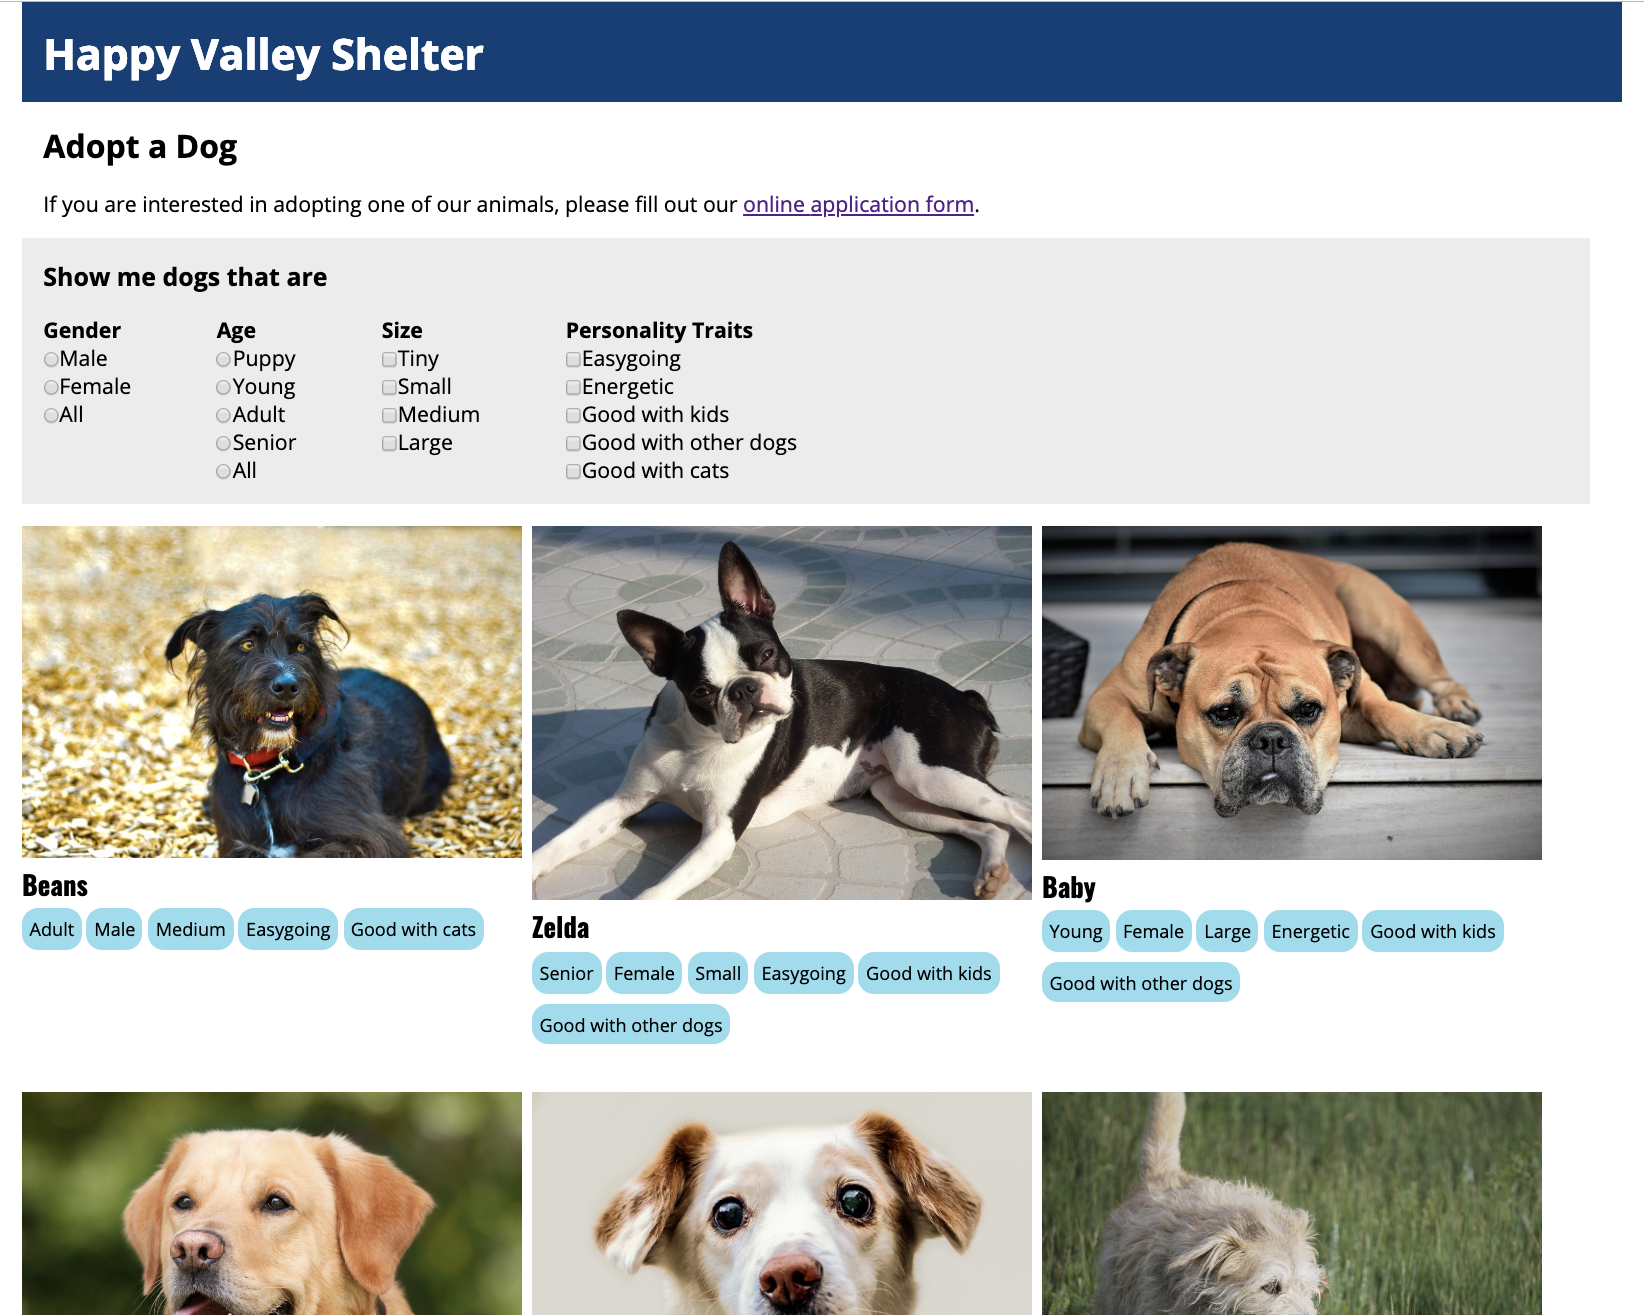 Happy Valley Shelter
Adopt a Dog
If you are interested in adopting one of our animals, please fill out our online application form.
Show me dogs that are
Gender
Male
Female
All
Age
Puppy
Young
Adult
Senior
All
Size
Tiny
Small
Medium
Large
Personality Traits
Easygoing
Energetic
Good with kids
Good with other dogs
Good with cats
Beans
Adult Male Medium Easygoing Good with cats
Zelda
Senior Female Small Easygoing Good with kids
Good with other dogs
Baby
Young Female Large Energetic Good with kids
Good with other dogs